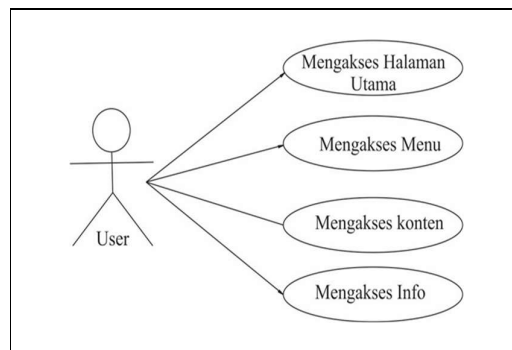 Mengakses Halaman
Utama
Mengakses Menu
Mengakses konten
User
Mengakses Info